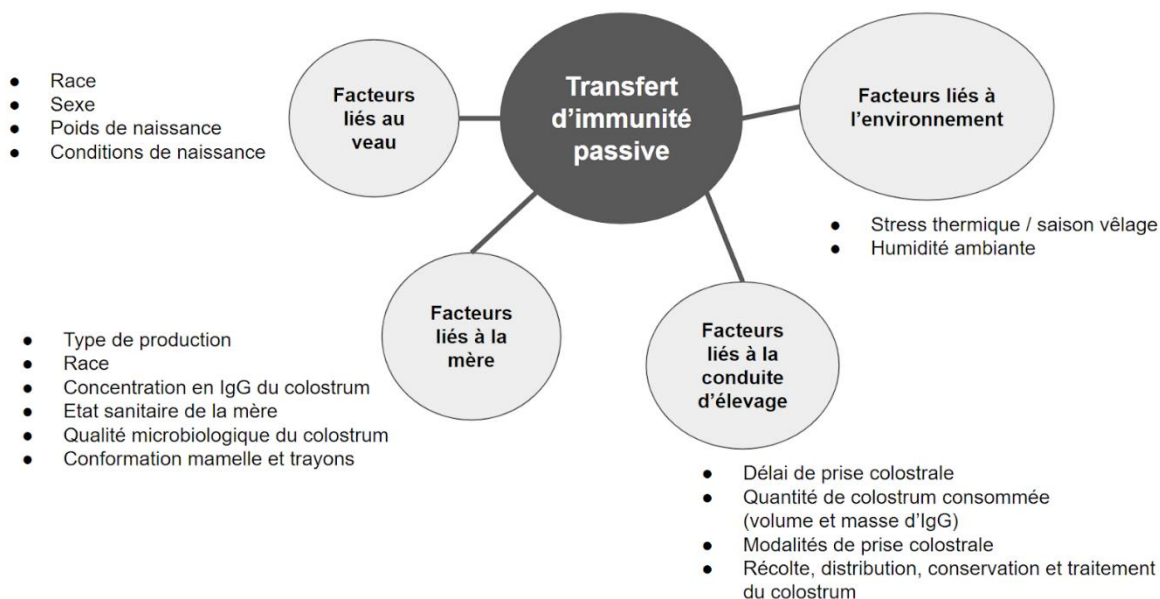 Transfert
d'immunité
passive
Facteurs
liés au
veau
● Race
● Sexe
● Poids de naissance
● Conditions de naissance
Facteurs liés à
l'environnement
● Stress thermique / saison vêlage
● Humidité ambiante
Facteurs
liés à la
mère
● Type de production
● Race
● Concentration en IgG du colostrum
● Etat sanitaire de la mère
● Qualité microbiologique du colostrum
● Conformation mamelle et trayons
Facteurs
liés à la
conduite
d'élevage
● Délai de prise colostrale
● Quantité de colostrum consommée
(volume et masse d'IgG)
● Modalités de prise colostrale
● Récolte, distribution, conservation et traitement
du colostrum